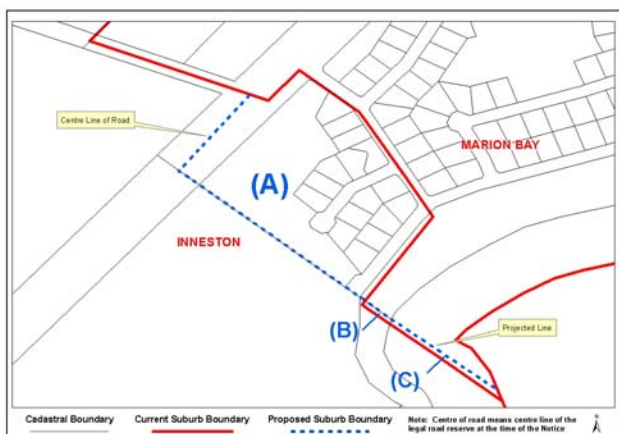 Centre Line of Road
MARION BAY
(A)
INNESTON
(B)
Projected Line
(C)
Cadastral Boundary
Current Suburb Boundary
Proposed Suburb Boundary
Note: Centre of road means centre line of the
legal road reserve at the time of the Notice
N